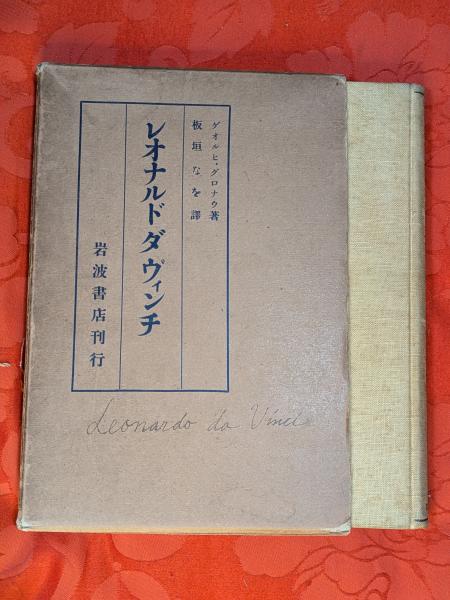 ゲオルヒ・グロナウ著
板垣なを譯
レオナルド ダ ヴィンチ
岩波書店刊行
Leonardo da Vinci